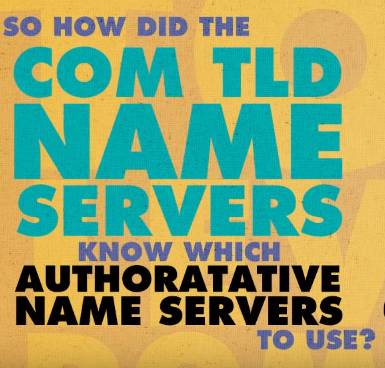 SO HOW DID THE
COM TLD
NAME
SERVERS
KNOW WHICH
AUTHORATATIVE
NAME SERVERS
TO USE?